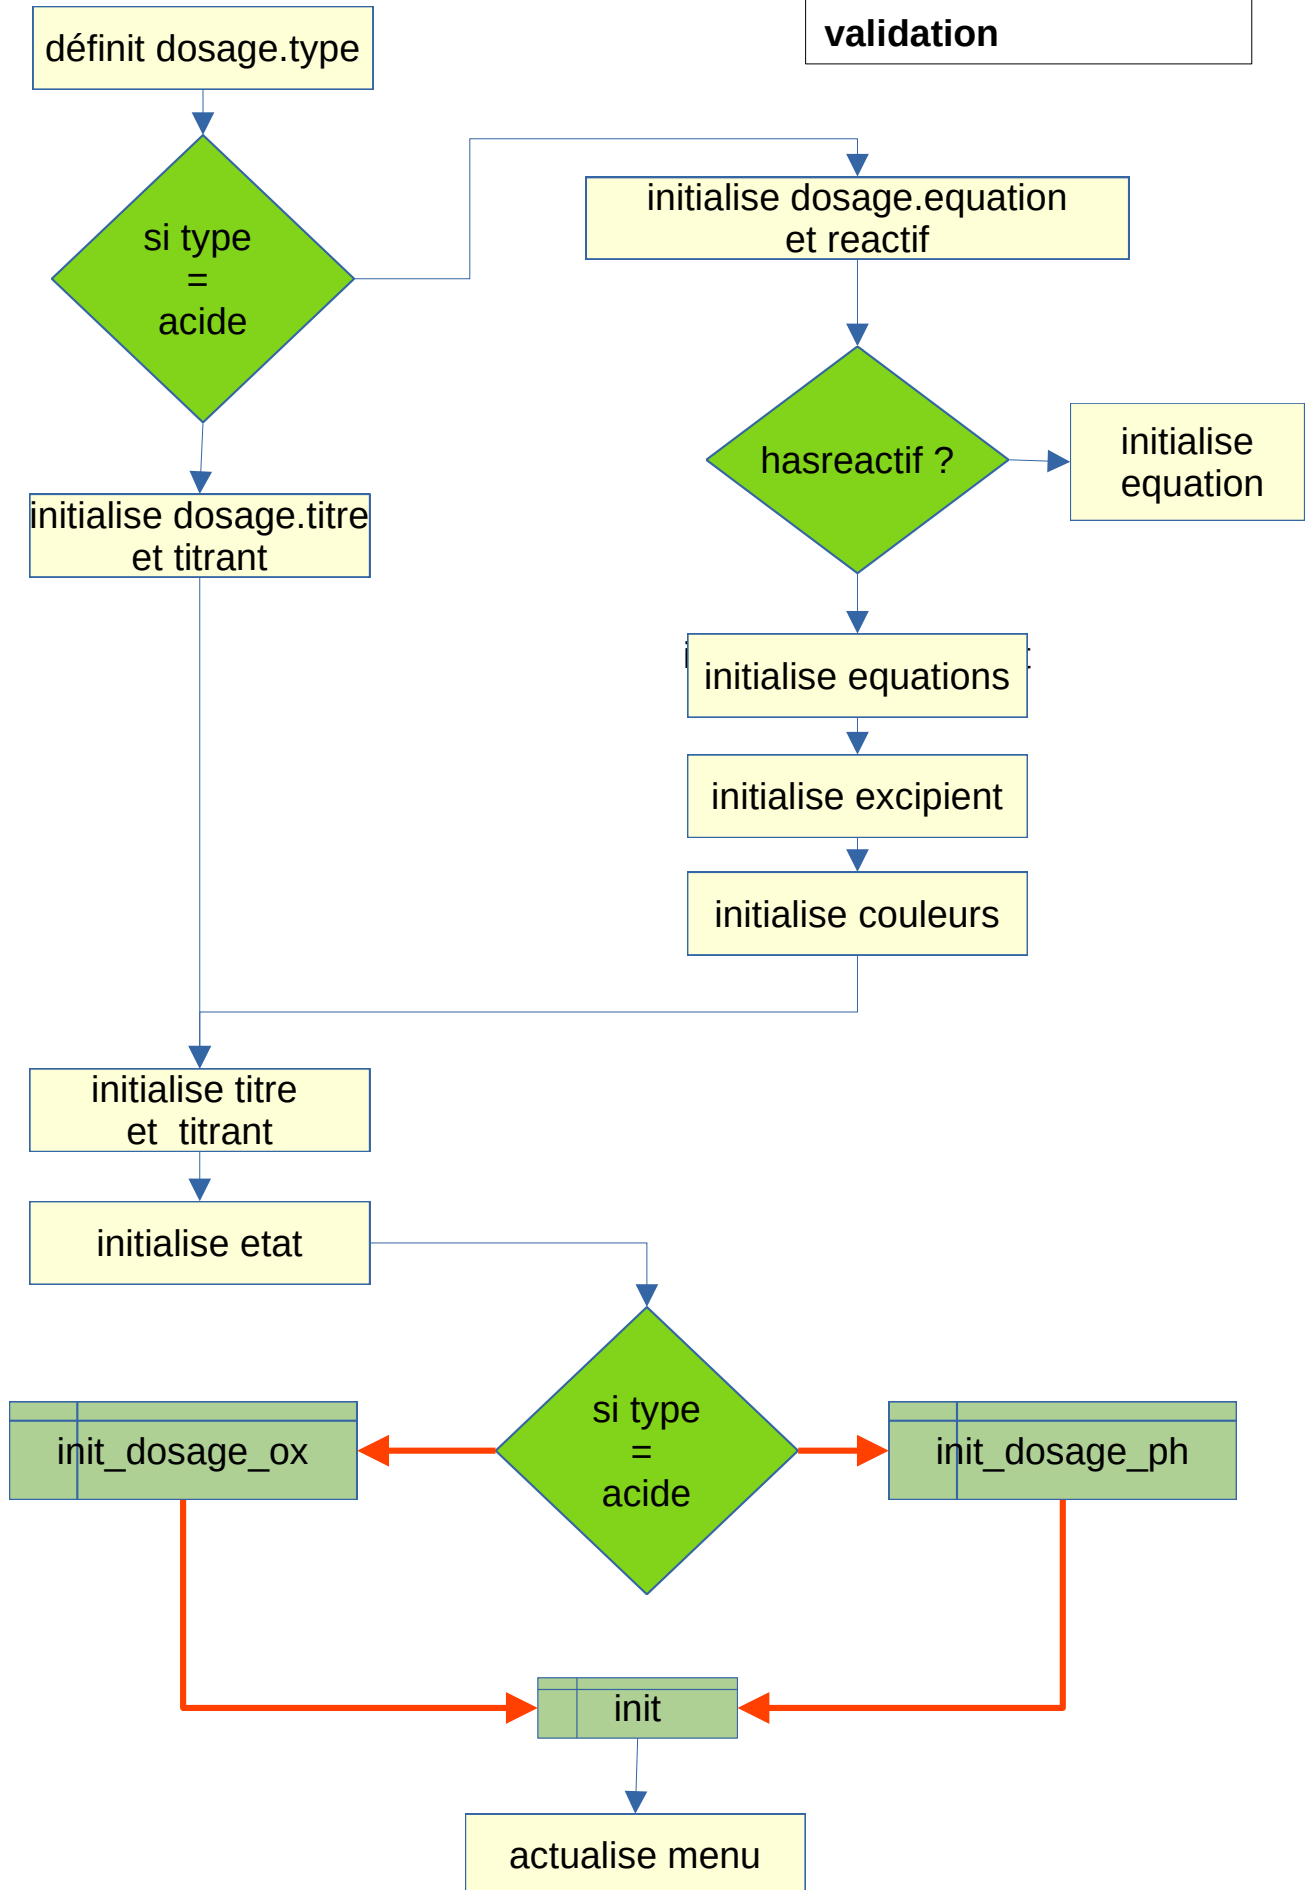 validation
définit dosage.type
si type
=
acide
initialise dosage.equation
et reactif
hasreactif ?
initialise
equation
initialise dosage.titre
et titrant
initialise equations
initialise excipient
initialise couleurs
initialise titre
et titrant
initialise etat
si type
=
acide
init_dosage_ox
init_dosage_ph
init
actualise menu